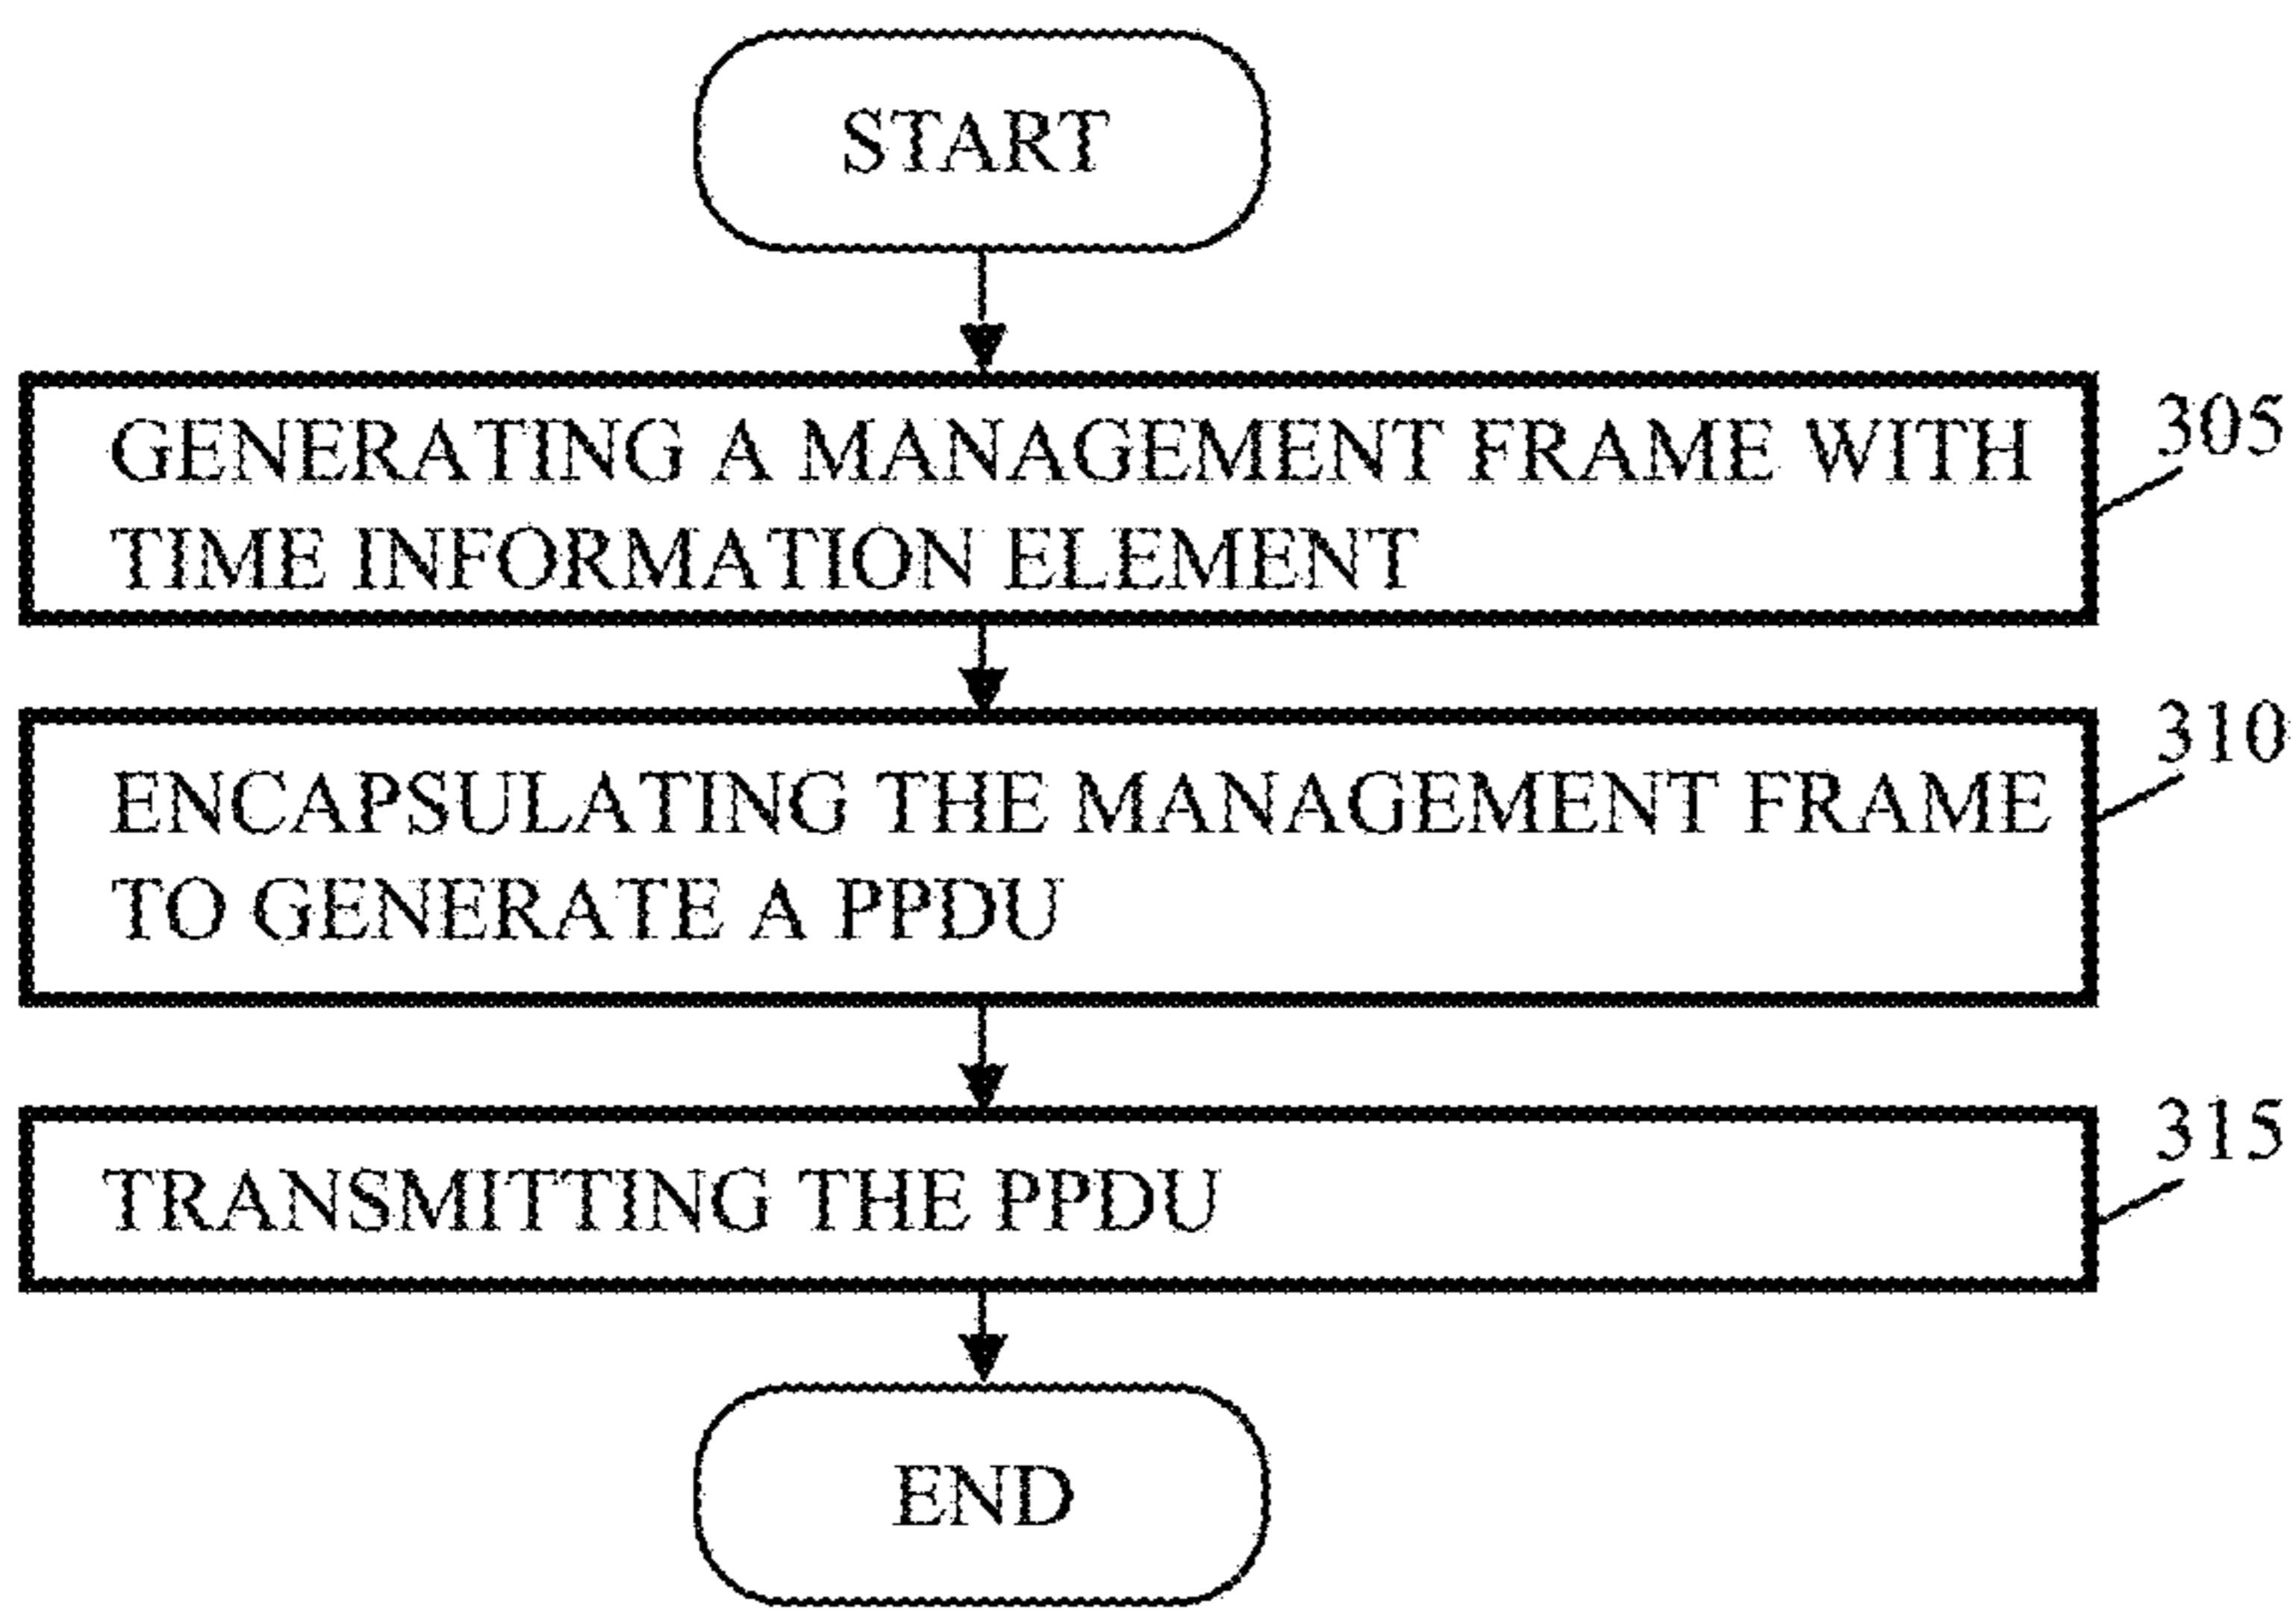 START
GENERATING A MANAGEMENT FRAME WITH
TIME INFORMATION ELEMENT
305
ENCAPSULATING THE MANAGEMENT FRAME
TO GENERATE A PPDU
310
TRANSMITTING THE PPDU
315
END